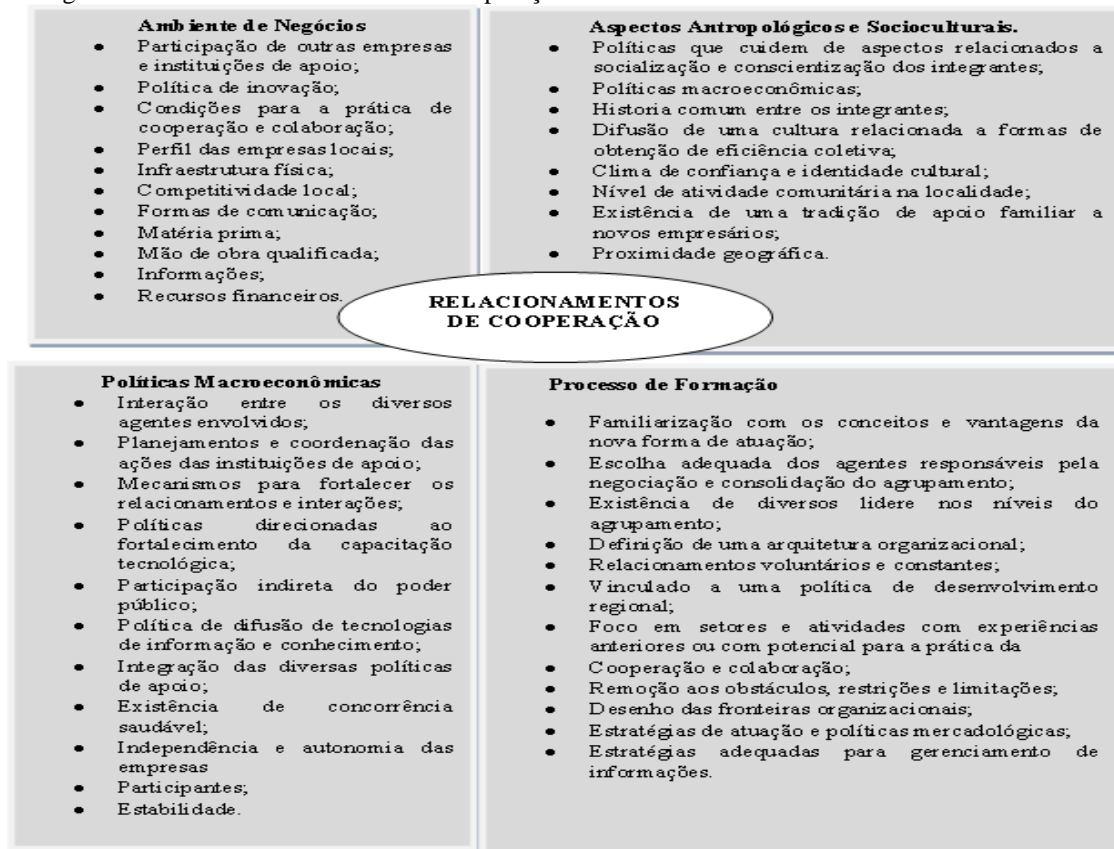 Ambiente de Negócios
• Participação de outras empresas
e instituições de apoio;
• Política de inovação;
• Condições para a prática de
cooperação e colaboração;
• Perfil das empresas locais;
• Infraestrutura física;
• Competitividade local;
• Formas de comunicação;
• Matéria prima;
• Mão de obra qualificada;
• Informações;
• Recursos financeiros.
Aspectos Antropológicos e Socioculturais.
• Políticas que cuidem de aspectos relacionados a
socialização e conscientização dos integrantes;
• Políticas macroeconômicas;
• Historia comum entre os integrantes;
• Difusão de uma cultura relacionada a formas de
obtenção de eficiência coletiva;
• Clima de confiança e identidade cultural;
• Nível de atividade comunitária na localidade;
• Existência de uma tradição de apoio familiar a
novos empresários;
• Proximidade geográfica.
RELACIONAMENTOS
DE COOPERAÇÃO
Políticas Macroeconômicas
• Interação entre os diversos
agentes envolvidos;
• Planejamentos e coordenação das
ações das instituições de apoio;
• Mecanismos para fortalecer os
relacionamentos e interações;
• Políticas direcionadas ao
fortalecimento da capacitação
tecnológica;
• Participação indireta do poder
público;
• Política de difusão de tecnologias
de informação e conhecimento;
• Integração das diversas políticas
de apoio;
• Existência de concorrência
saudável;
• Independência e autonomia das
empresas
• Participantes;
• Estabilidade.
Processo de Formação
• Familiarização com os conceitos e vantagens da
nova forma de atuação;
• Escolha adequada dos agentes responsáveis pela
negociação e consolidação do agrupamento;
• Existência de diversos lidere nos níveis do
agrupamento;
• Definição de uma arquitetura organizacional;
• Relacionamentos voluntários e constantes;
• Vinculado a uma política de desenvolvimento
regional;
• Foco em setores e atividades com experiências
anteriores ou com potencial para a prática da
• Cooperação e colaboração;
• Remoção aos obstáculos, restrições e limitações;
• Desenho das fronteiras organizacionais;
• Estratégias de atuação e políticas mercadológicas;
• Estratégias adequadas para gerenciamento de
informações.